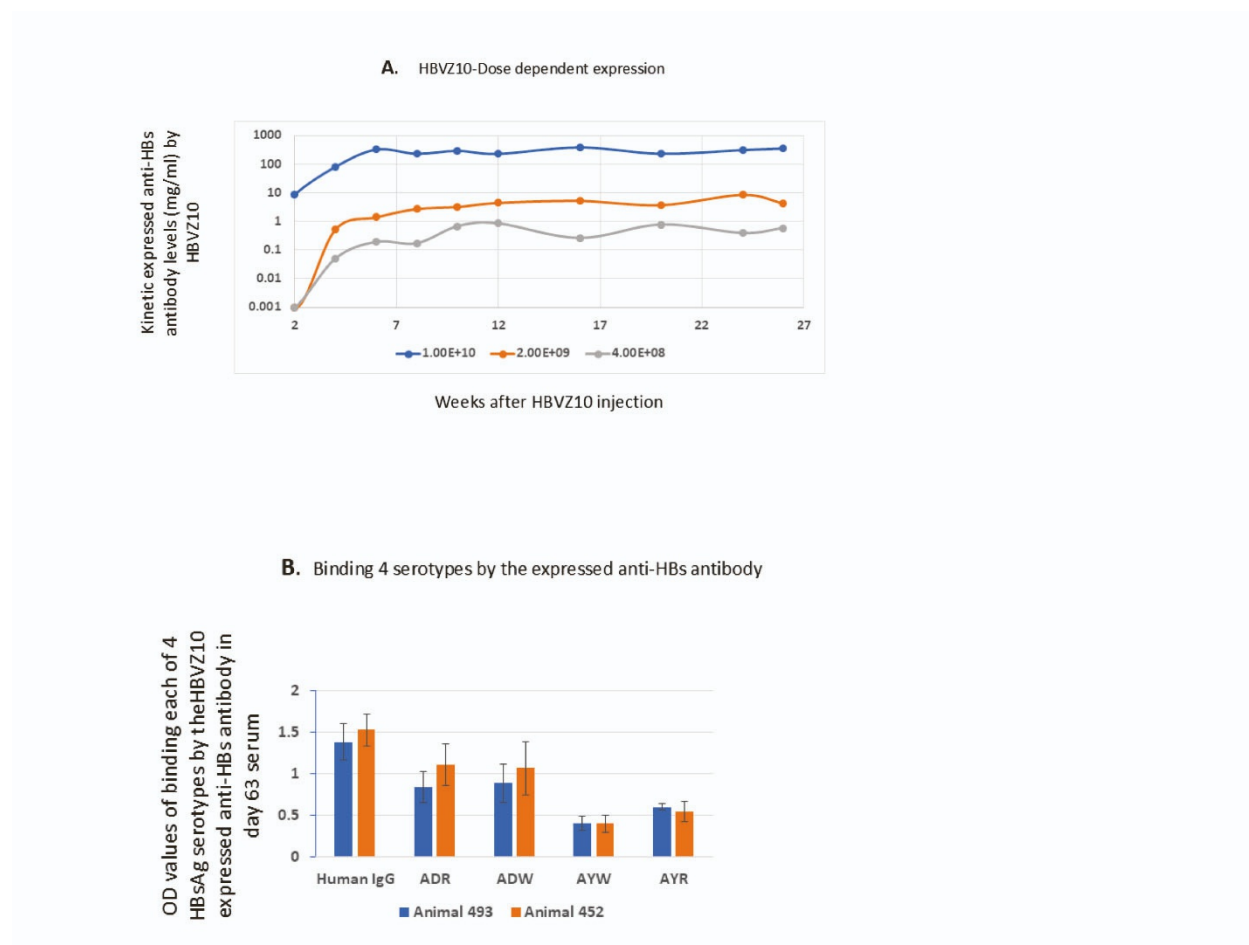 A. HBVZ10-Dose dependent expression
Kinetic expressed anti-HBs
antibody levels (mg/ml) by
HBVZ10
1000
100
10
1
0.1
0.01
0.001
2 7 12 17 22 27
1.00E+10 2.00E+09 4.00E+08
Weeks after HBVZ10 injection
B. Binding 4 serotypes by the expressed anti-HBs antibody
OD values of binding each of 4
HBsAg serotypes by theHBVZ10
expressed anti-HBs antibody in
day 63 serum
2
1.5
1
0.5
0
Human IgG ADR ADW AYW AYR
Animal 493 Animal 452